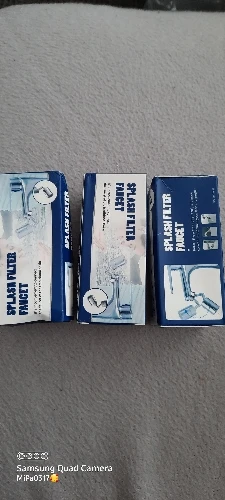 SPLASH FILTER
FAUCET
SPLASH FILTER
SPLASH FILTER
FAUCET
SPLASH FILTER
FAUCET
Samsung Quad Camera
MiPa0317